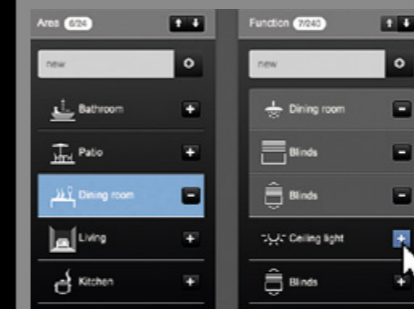 Area 6/24
new
Bathroom
Patio
Dining room
Living
Kitchen
Function 7/240
new
Dining room
Blinds
Blinds
Ceiling light
Blinds